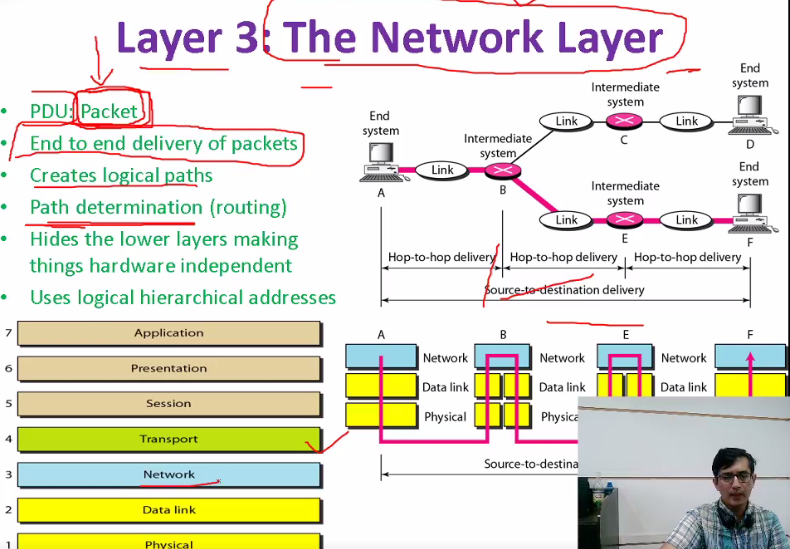 Layer 3: The Network Layer
• PDU: Packet
• End to end delivery of packets
• Creates logical paths
• Path determination (routing)
• Hides the lower layers making
things hardware independent
• Uses logical hierarchical addresses
End
system
A
Link
Intermediate
system
B
Link
Intermediate
system
C
Link
End
system
D
Link
Intermediate
system
E
Link
End
system
F
Hop-to-hop delivery
Hop-to-hop delivery
Hop-to-hop delivery
Source-to-destination delivery
7 Application
6 Presentation
5 Session
4 Transport
3 Network
2 Data link
1 Physical
A B E F
Network Network Network
Data link Data link Data link
Physical Physica
Source-to-destina